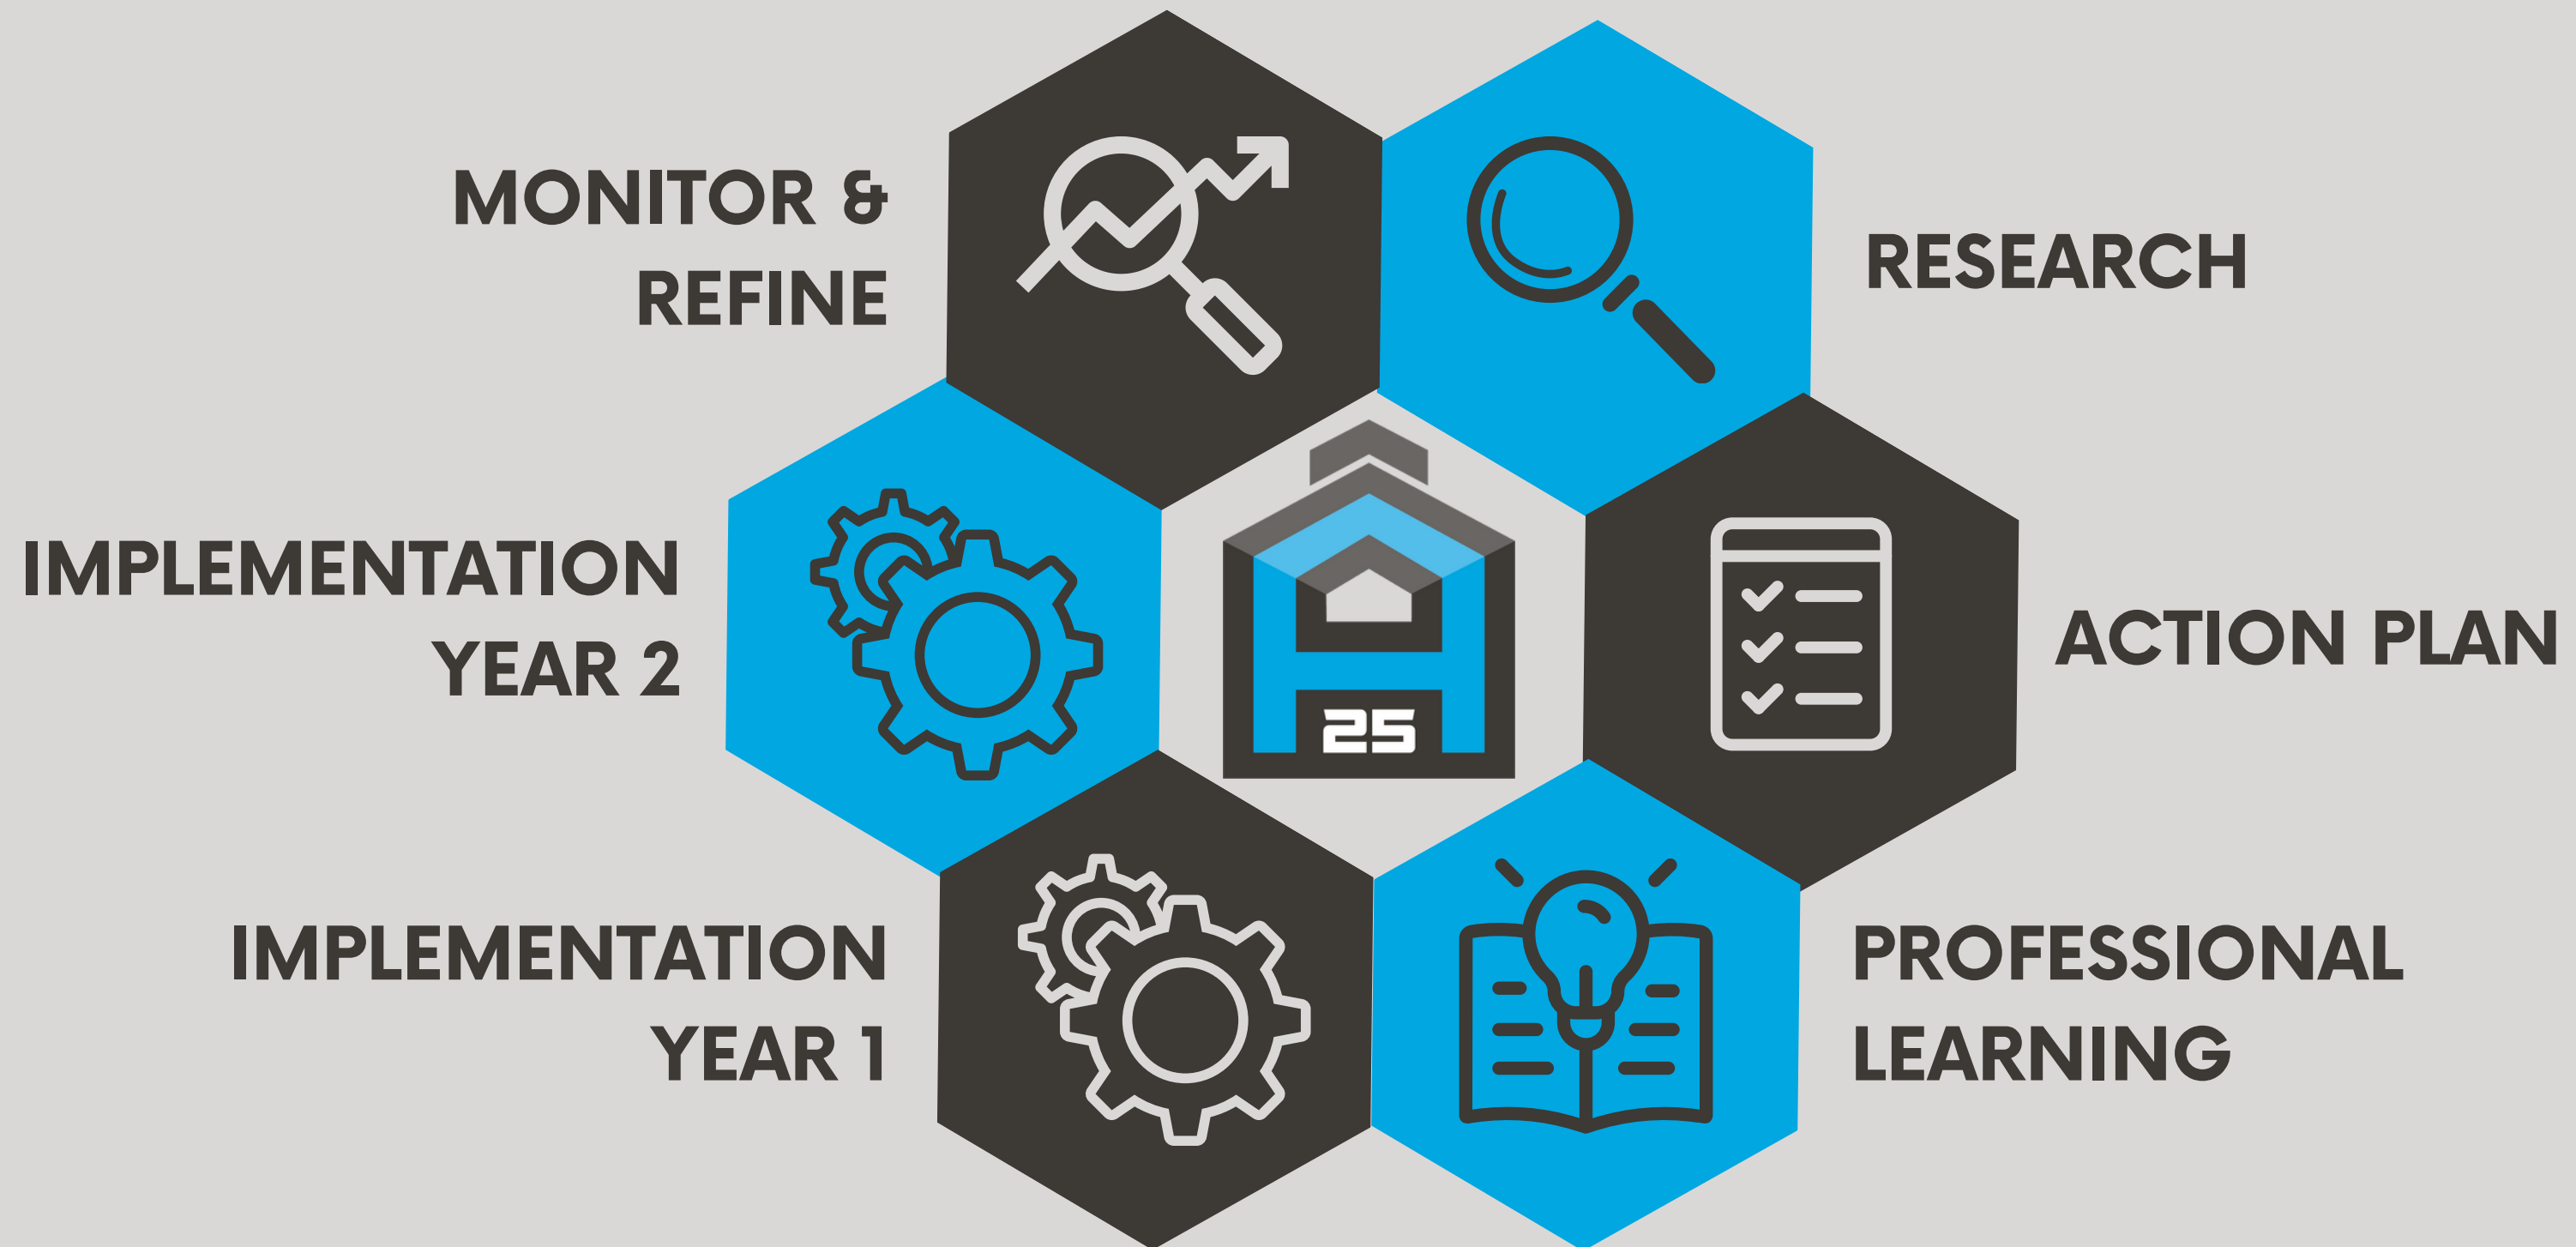 MONITOR &
REFINE
RESEARCH
IMPLEMENTATION
YEAR 2
ACTION PLAN
25
IMPLEMENTATION
YEAR 1
PROFESSIONAL
LEARNING